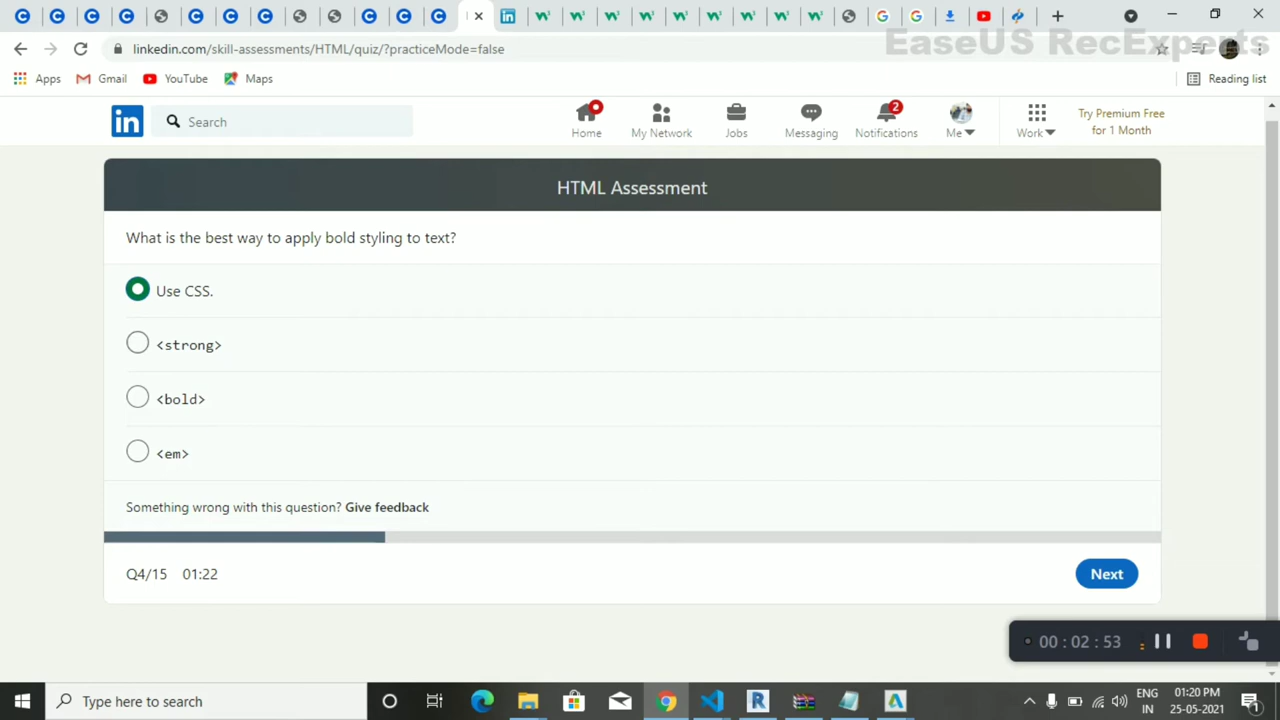 linkedin.com/skill-assessments/HTML/quiz/?practiceMode=false
EaseUS RecExperts
Apps
Gmail
YouTube
Maps
Reading list
in
Search
Home
My Network
Jobs
Messaging
2
Notifications
Me
Work
Try Premium Free
for 1 Month
HTML Assessment
What is the best way to apply bold styling to text?
Use CSS.
<strong>
<bold>
<em>
Something wrong with this question? Give feedback
Q4/15 01:22
Next
00 : 02 : 53
Type here to search
ENG
IN
01:20 PM
25-05-2021
1